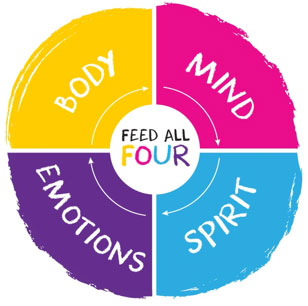 BODY
MIND
FEED ALL
FOUR
EMOTIONS
SPIRIT